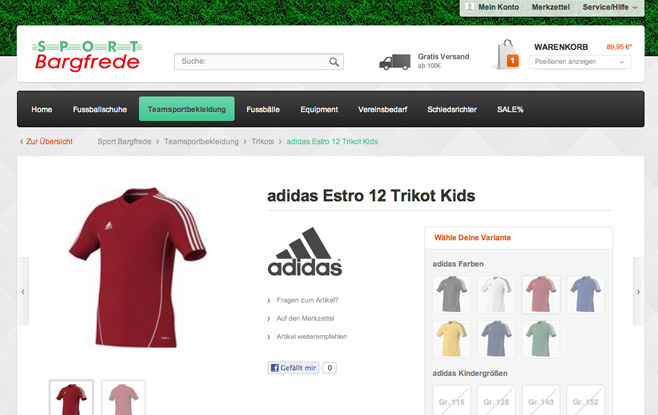 Mein Konto Merkzettel Service/Hilfe
SPORT
Bargfrede
Suche:
Gratis Versand
ab 100€
1
WARENKORB 89,95 €*
Positionen anzeigen
Home Fussballschuhe Teamsportbekleidung Fussbälle Equipment Vereinsbedarf Schiedsrichter SALE%
Zur Übersicht Sport Bargfrede > Teamsportbekleidung > Trikots > adidas Estro 12 Trikot Kids
adidas Estro 12 Trikot Kids
adidas
Fragen zum Artikel?
Auf den Merkzettel
Artikel weiterempfehlen
Gefällt mir 0
Wähle Deine Variante
adidas Farben
adidas Kindergrößen
Gr. 116 Gr. 128 Gr. 140 Gr. 152